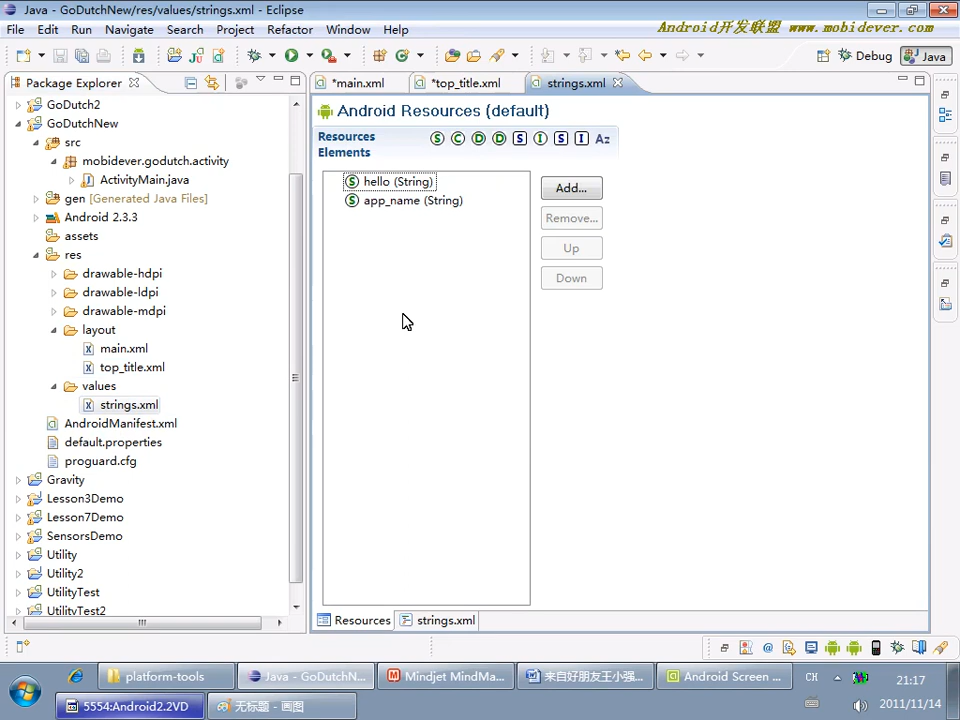 Java - GoDutchNew/res/values/strings.xml - Eclipse
File Edit Run Navigate Search Project Refactor Window Help
Android开发联盟 www.mobidever.com
Debug Java
Package Explorer
*main.xml *top_title.xml strings.xml
GoDutch2
GoDutchNew
src
mobidever.godutch.activity
ActivityMain.java
gen [Generated Java Files]
Android 2.3.3
assets
res
drawable-hdpi
drawable-ldpi
drawable-mdpi
layout
main.xml
top_title.xml
values
strings.xml
AndroidManifest.xml
default.properties
proguard.cfg
Gravity
Lesson3Demo
Lesson7Demo
SensorsDemo
Utility
Utility2
UtilityTest
UtilityTest2
Android Resources (default)
Resources Elements
S C D D S I S I Az
S hello (String)
S app_name (String)
Add...
Remove...
Up
Down
Resources strings.xml
platform-tools
Java - GoDutchN...
Mindjet MindMa...
来自好朋友王小强...
Android Screen ...
CH
21:17
5554:Android2.2VD
无标题 - 画图
2011/11/14